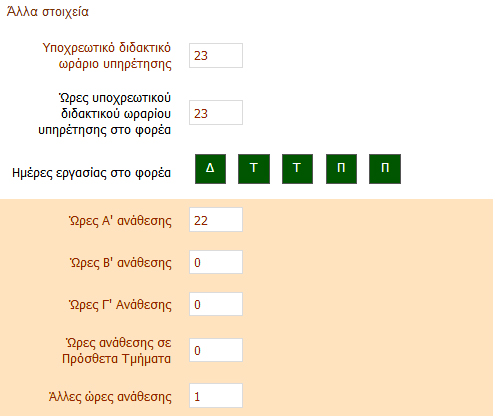 Άλλα στοιχεία
Υποχρεωτικό διδακτικό
ωράριο υπηρέτησης
23
Ώρες υποχρεωτικού
διδακτικού ωραρίου
υπηρέτησης στο φορέα
23
Ημέρες εργασίας στο φορέα
Δ Τ Τ Π Π
Ώρες Α' ανάθεσης 22
Ώρες Β' ανάθεσης 0
Ώρες Γ' Ανάθεσης 0
Ώρες ανάθεσης σε
Πρόσθετα Τμήματα
0
Άλλες ώρες ανάθεσης 1